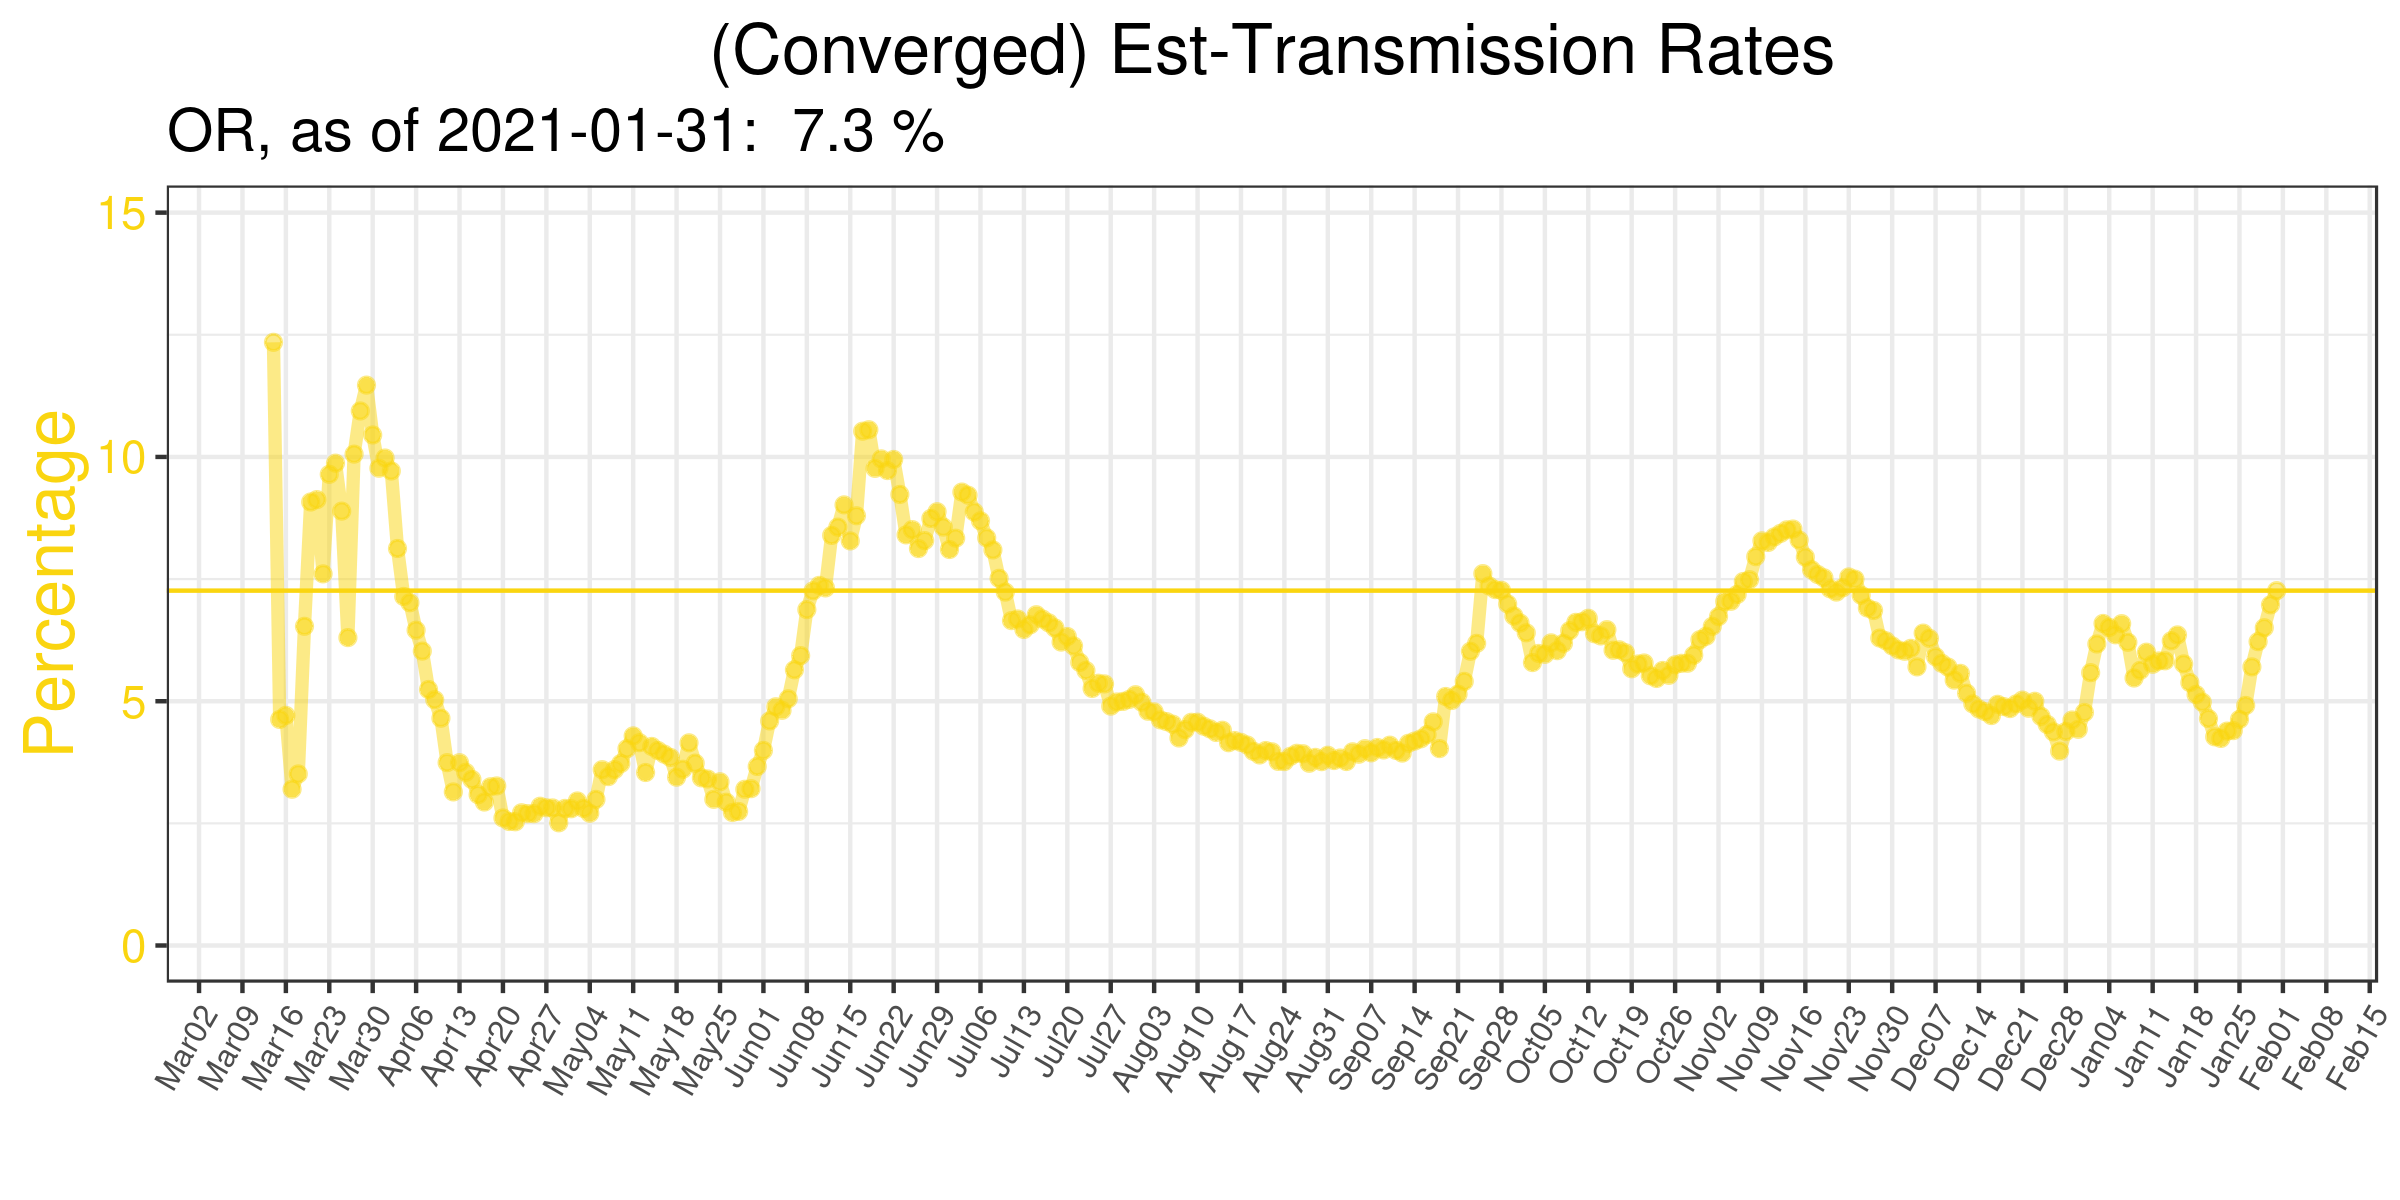 (Converged) Est-Transmission Rates
OR, as of 2021-01-31:  7.3 %
Percentage
15
10
5
0
Mar02
Mar09
Mar16
Mar23
Mar30
Apr06
Apr13
Apr20
Apr27
May04
May11
May18
May25
Jun01
Jun08
Jun15
Jun22
Jun29
Jul06
Jul13
Jul20
Jul27
Aug03
Aug10
Aug17
Aug24
Aug31
Sep07
Sep14
Sep21
Sep28
Oct05
Oct12
Oct19
Oct26
Nov02
Nov09
Nov16
Nov23
Nov30
Dec07
Dec14
Dec21
Dec28
Jan04
Jan11
Jan18
Jan25
Feb01
Feb08
Feb15